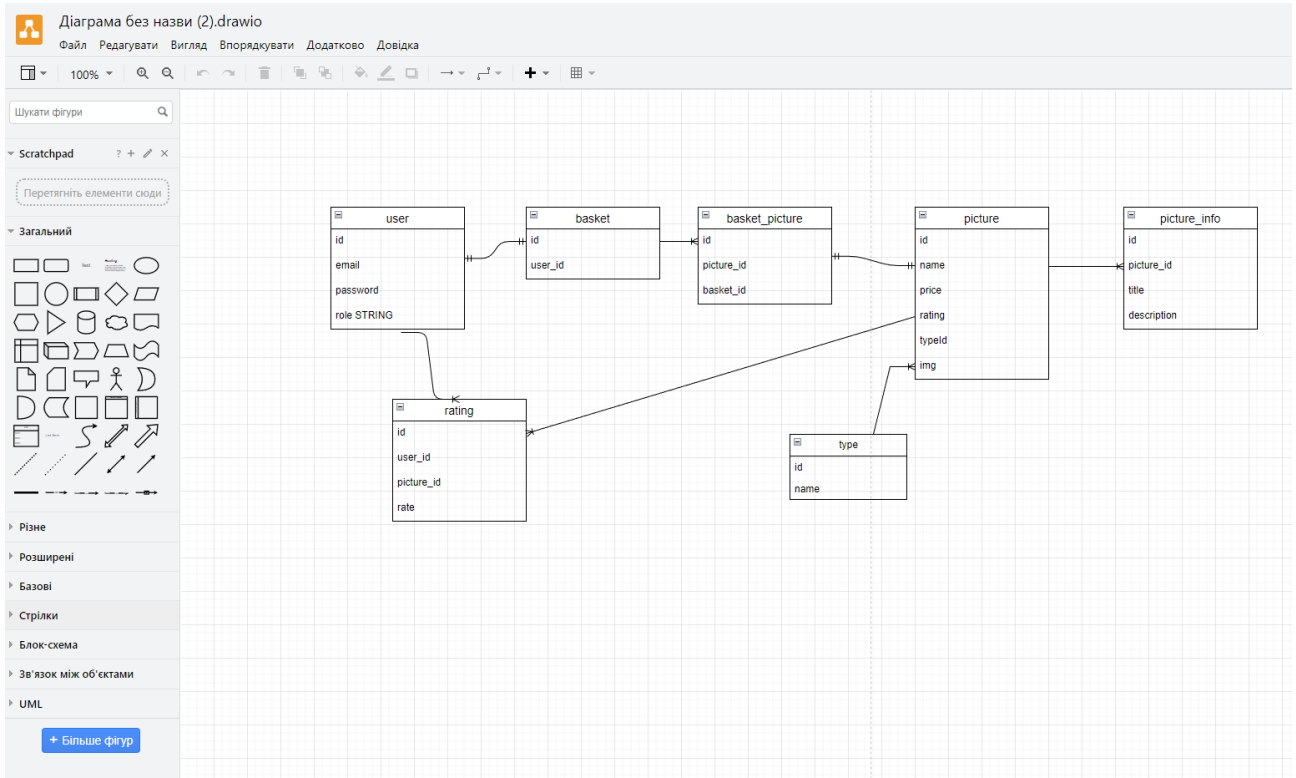 Діаграма без назви (2).drawio
Файл Редагувати Вигляд Впорядкувати Додатково Довідка
100%
Шукати фігури
Scratchpad
?
Перетягніть елементи сюди
Загальний
Text
Різне
Розширені
Базові
Стрілки
Блок-схема
Зв'язок між об'єктами
UML
+ Більше фігур
user
id
email
password
role STRING
basket
id
user_id
basket_picture
id
picture_id
basket_id
picture
id
name
price
rating
typeId
img
picture_info
id
picture_id
title
description
rating
id
user_id
picture_id
rate
type
id
name